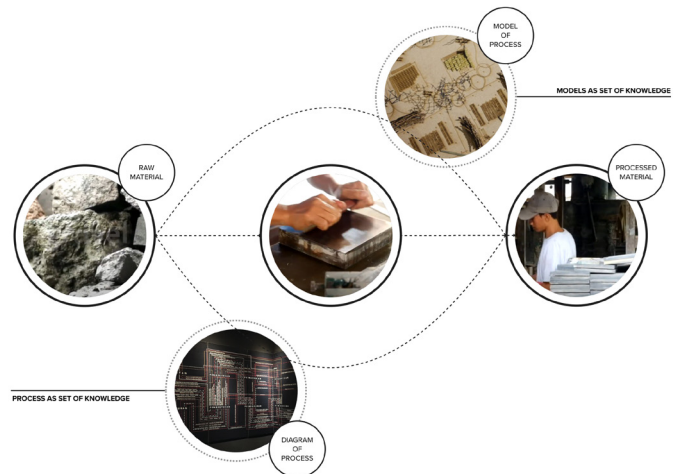 MODEL
OF
PROCESS
MODELS AS SET OF KNOWLEDGE
RAW
MATERIAL
PROCESSED
MATERIAL
PROCESS AS SET OF KNOWLEDGE
DIAGRAM
OF
PROCESS